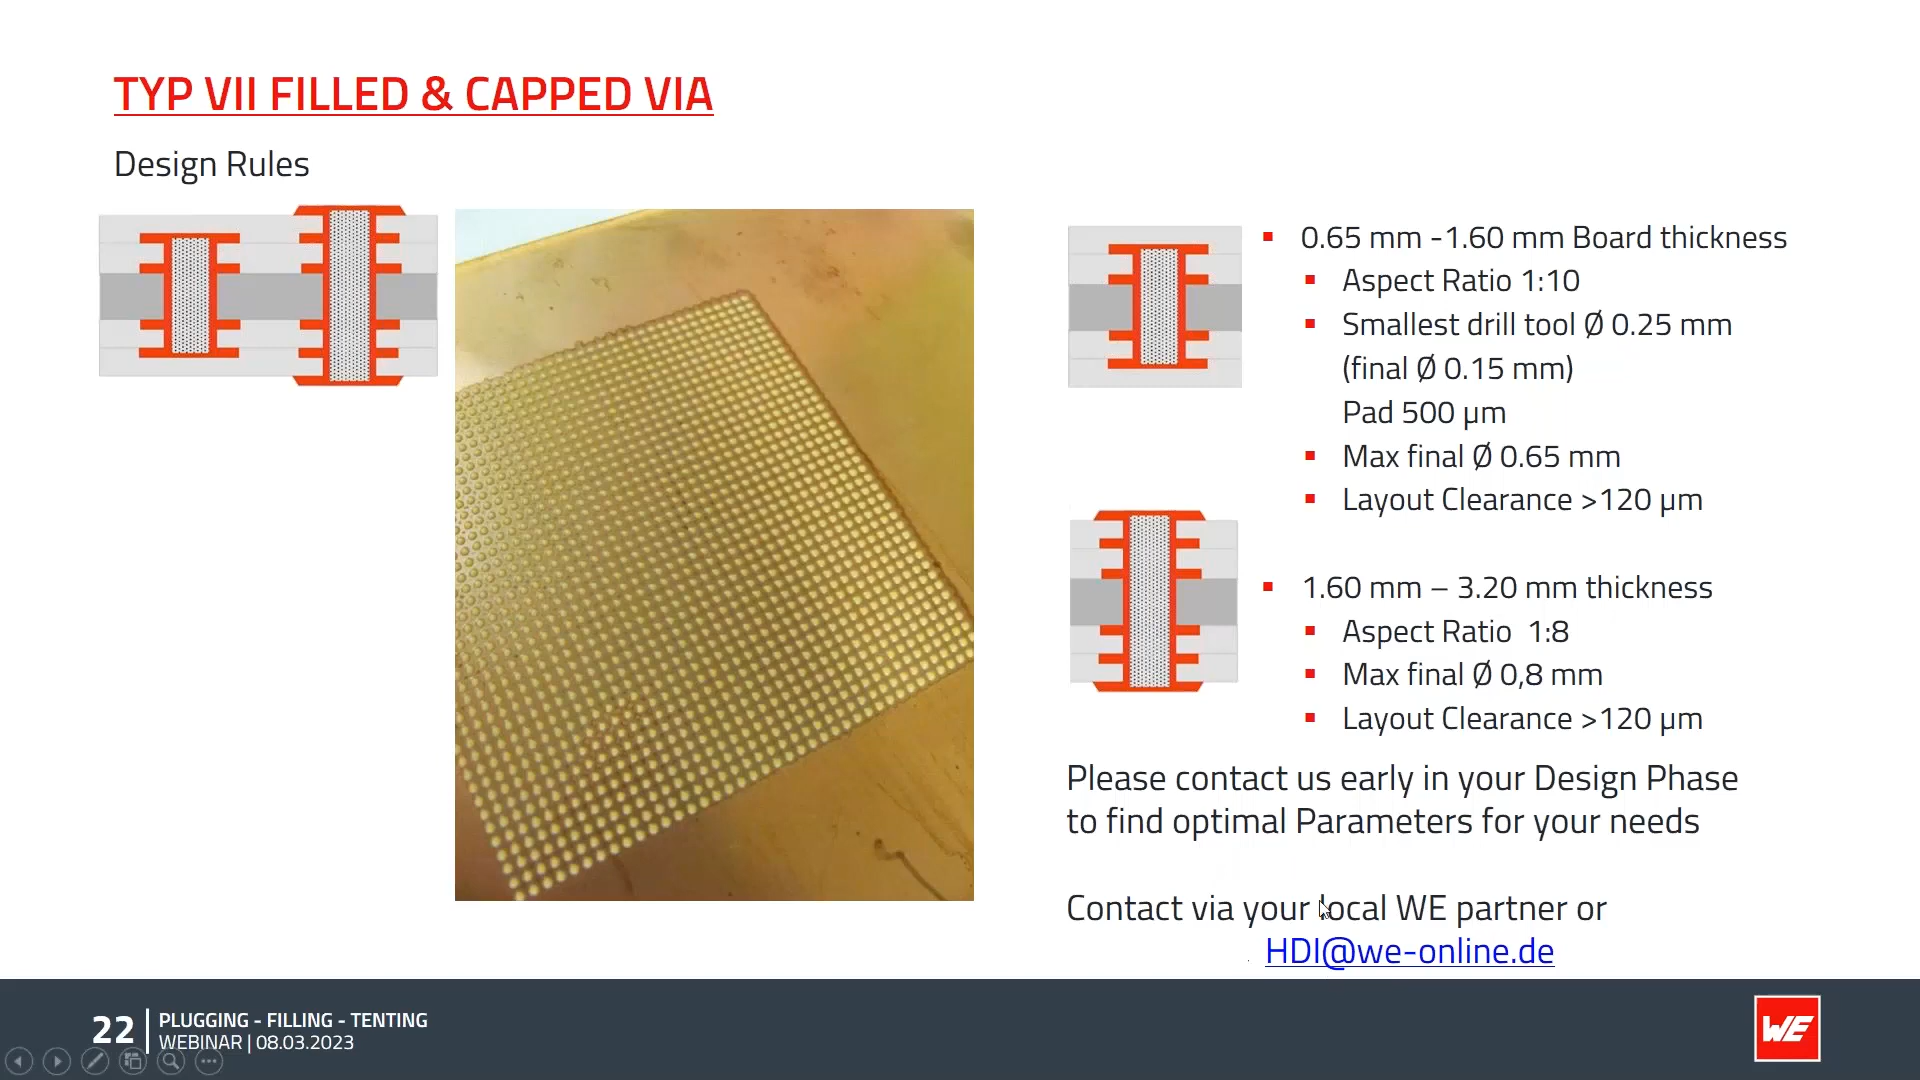 TYP VII FILLED & CAPPED VIA
Design Rules
0.65 mm -1.60 mm Board thickness
Aspect Ratio 1:10
Smallest drill tool Ø 0.25 mm
(final Ø 0.15 mm)
Pad 500 µm
Max final Ø 0.65 mm
Layout Clearance >120 µm
1.60 mm – 3.20 mm thickness
Aspect Ratio  1:8
Max final Ø 0,8 mm
Layout Clearance >120 µm
Please contact us early in your Design Phase
to find optimal Parameters for your needs
Contact via your local WE partner or
HDI@we-online.de
22
PLUGGING - FILLING - TENTING
WEBINAR | 08.03.2023
WE